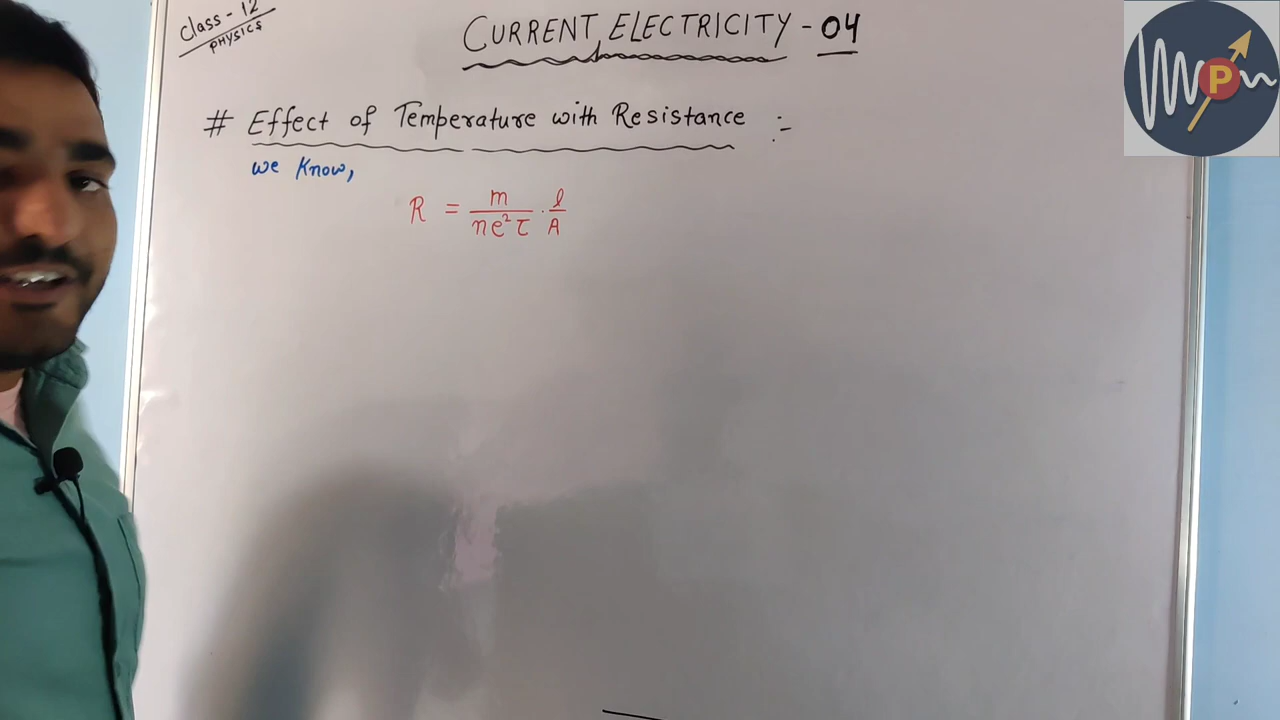 Class - 12
PHYSICS
CURRENT ELECTRICITY - 04
# Effect of Temperature with Resistance :-
we know,
R = m/ne²τ · l/A
P